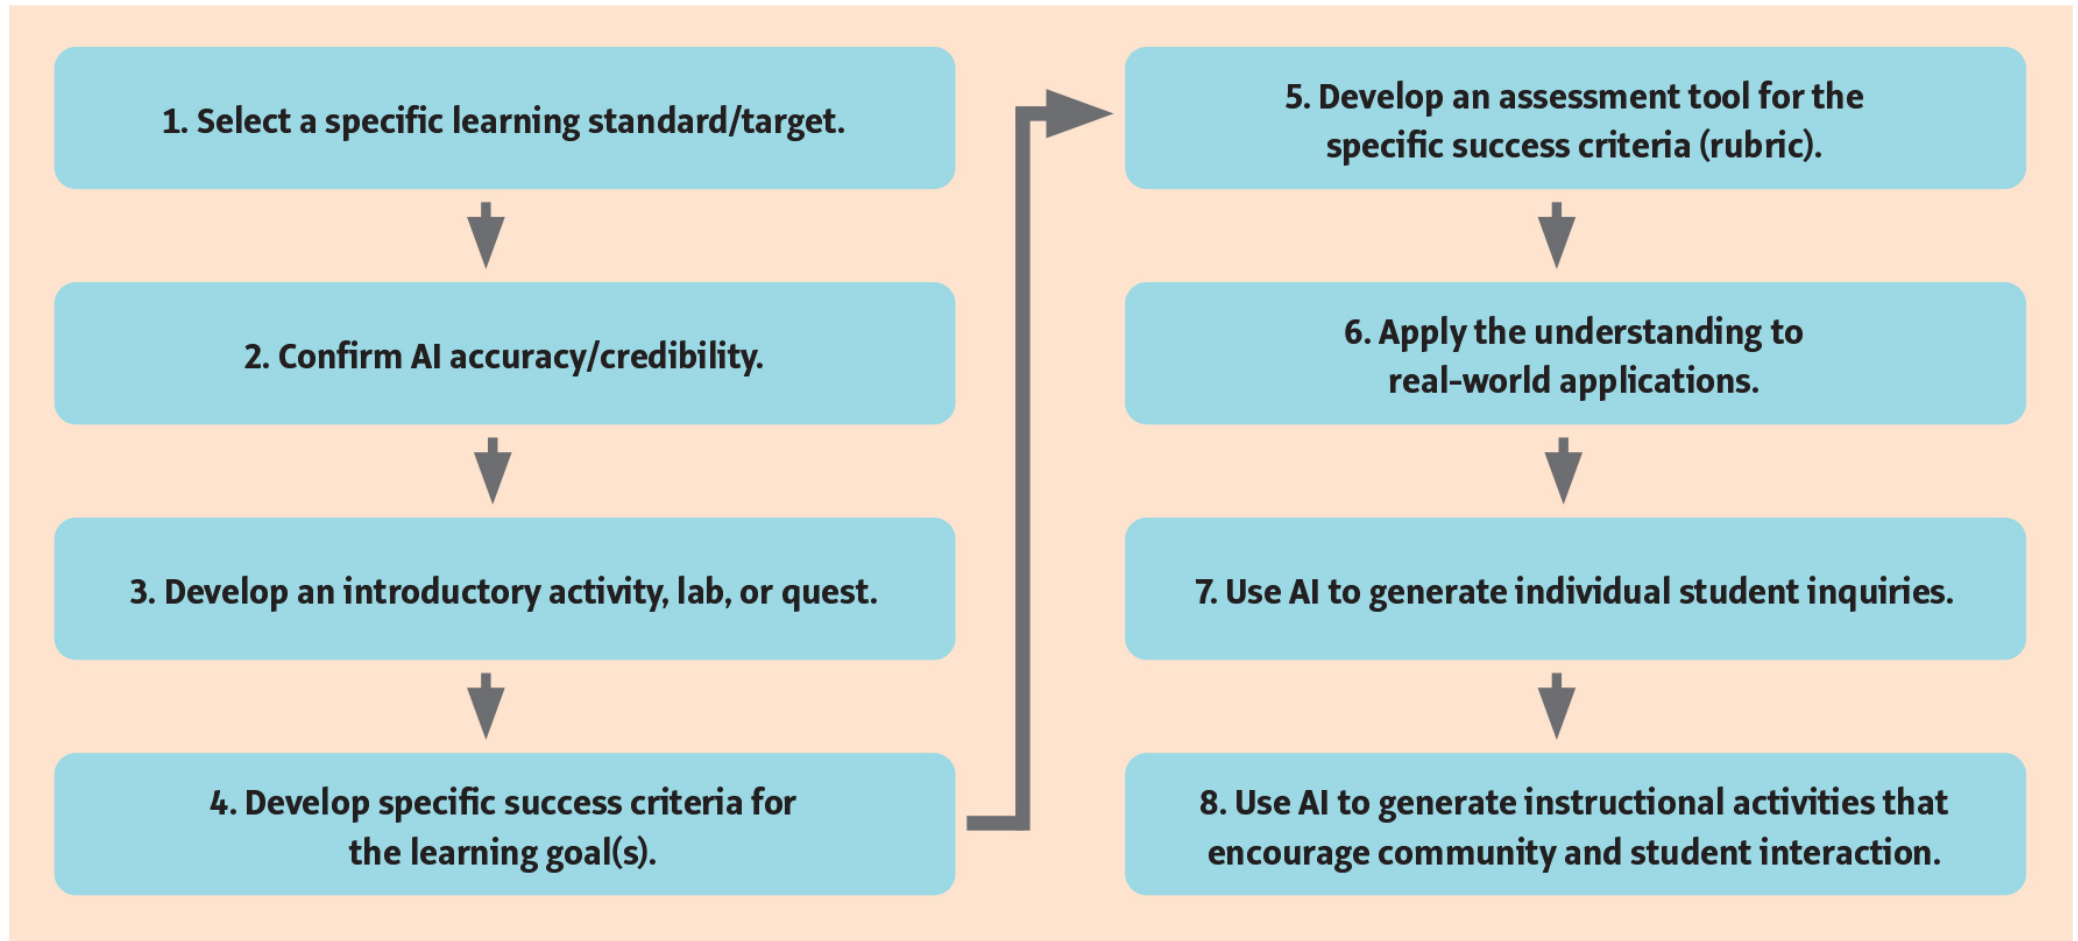 1. Select a specific learning standard/target.
2. Confirm AI accuracy/credibility.
3. Develop an introductory activity, lab, or quest.
4. Develop specific success criteria for
the learning goal(s).
5. Develop an assessment tool for the
specific success criteria (rubric).
6. Apply the understanding to
real-world applications.
7. Use AI to generate individual student inquiries.
8. Use AI to generate instructional activities that
encourage community and student interaction.